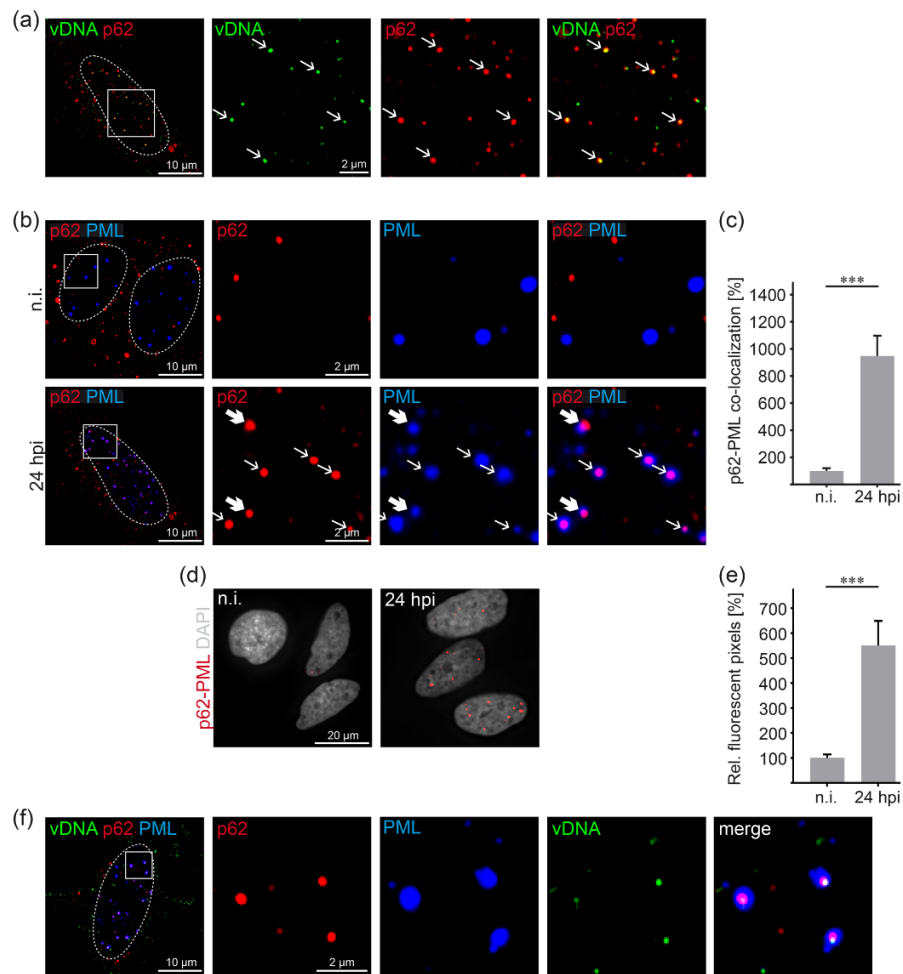 (a)
vDNA p62
vDNA
p62
vDNA p62
10 µm
2 µm
(b)
(c)
n.i.
p62 PML
p62
PML
p62 PML
10 µm
2 µm
24 hpi
p62 PML
p62
PML
p62 PML
10 µm
2 µm
p62-PML co-localization [%]
***
1400
1200
1000
800
600
400
200
n.i.
24 hpi
(d)
(e)
p62-PML DAPI
n.i.
24 hpi
20 µm
Rel. fluorescent pixels [%]
***
700
600
500
400
300
200
100
n.i.
24 hpi
(f)
vDNA p62 PML
p62
PML
vDNA
merge
10 µm
2 µm